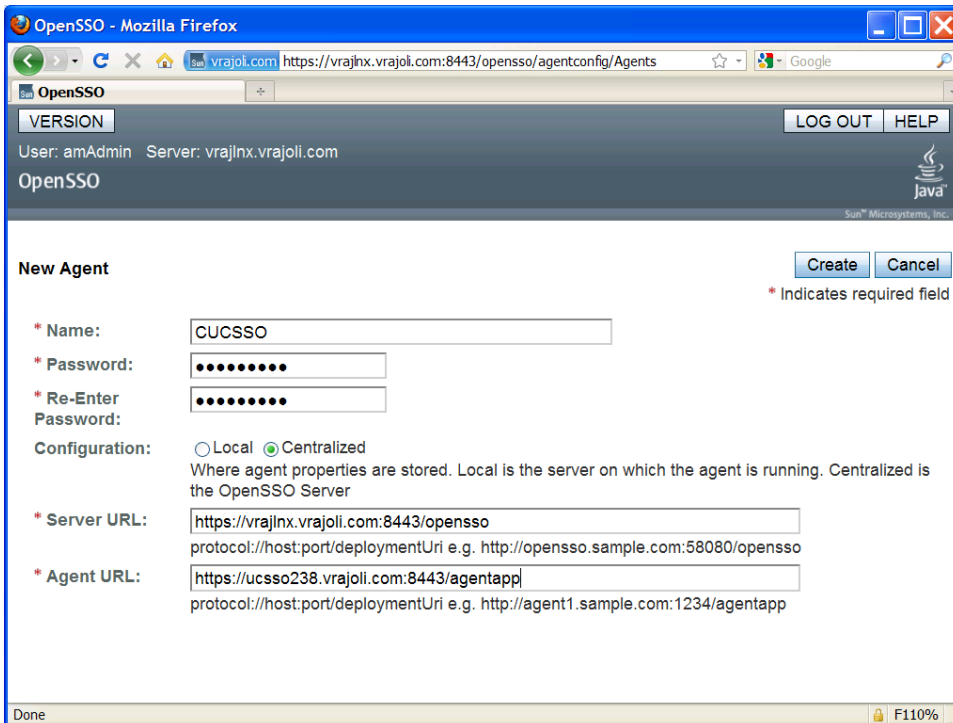 OpenSSO - Mozilla Firefox
vrajoli.com https://vrajlnx.vrajoli.com:8443/opensso/agentconfig/Agents Google
Sun OpenSSO
VERSION LOG OUT HELP
User: amAdmin Server: vrajlnx.vrajoli.com
OpenSSO
Java™
Sun™ Microsystems, Inc.
New Agent Create Cancel
* Indicates required field
* Name: CUCSSO
* Password: •••••••••
* Re-Enter •••••••••
Password:
Configuration: Local Centralized
Where agent properties are stored. Local is the server on which the agent is running. Centralized is
the OpenSSO Server
* Server URL: https://vrajlnx.vrajoli.com:8443/opensso
protocol://host:port/deploymentUri e.g. http://opensso.sample.com:58080/opensso
* Agent URL: https://ucsso238.vrajoli.com:8443/agentapp
protocol://host:port/deploymentUri e.g. http://agent1.sample.com:1234/agentapp
Done F110%